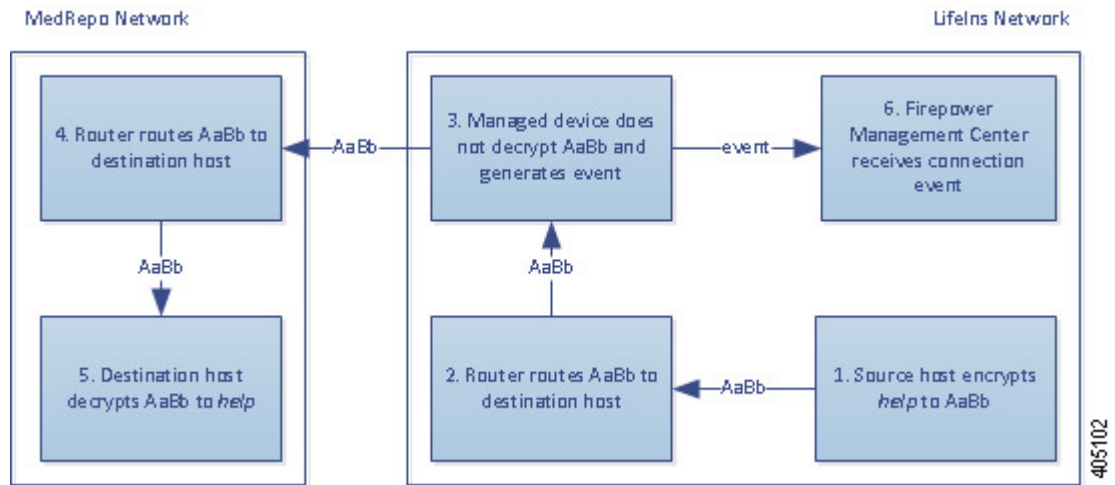 MedRepo Network
LifeIns Network
4. Router routes AaBb to
destination host
AaBb
3. Managed device does
not decrypt AaBb and
generates event
event
6. Firepower
Management Center
receives connection
event
AaBb
AaBb
5. Destination host
decrypts AaBb to help
2. Router routes AaBb to
destination host
AaBb
1. Source host encrypts
help to AaBb
405102